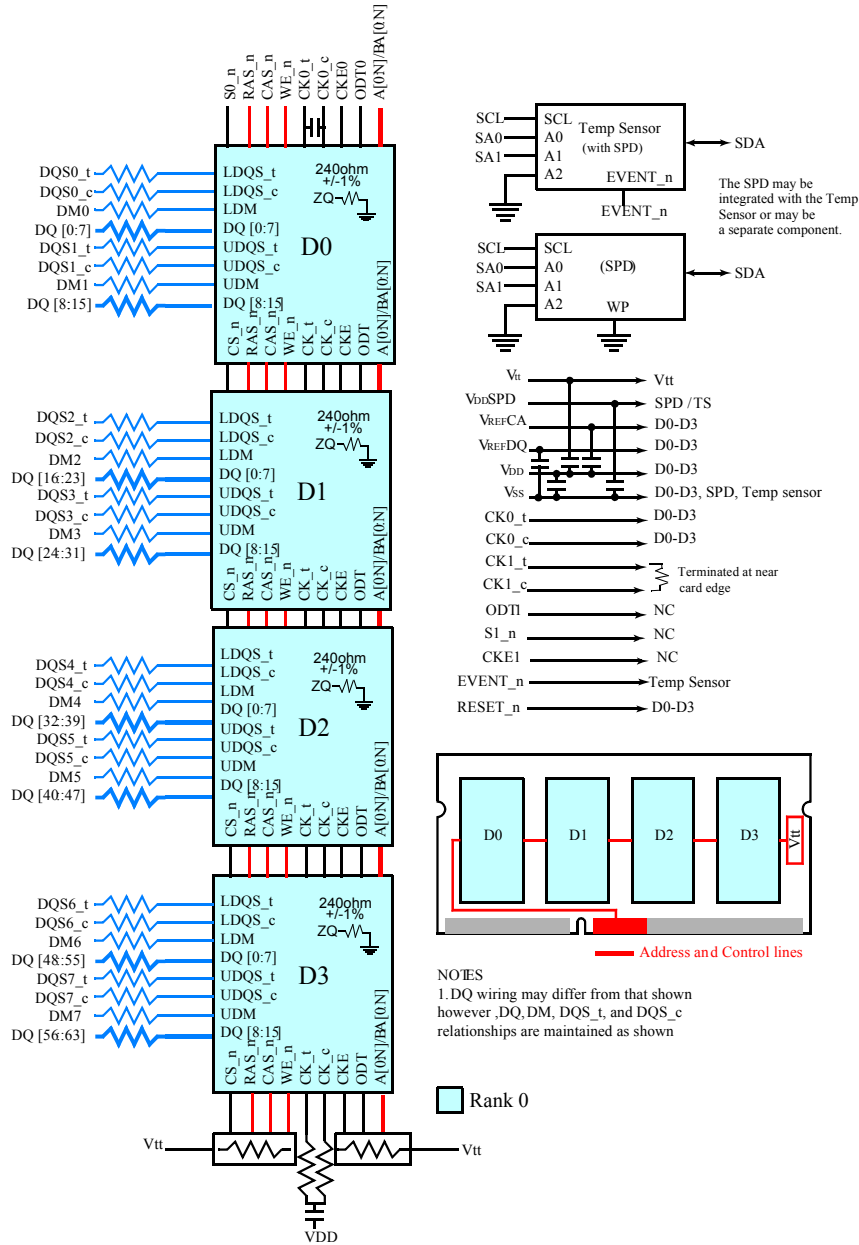 S0_n
RAS_n
CAS_n
WE_n
CK0_t
CK0_c
CKE0
ODT0
A[0:N]/BA[0:N]
DQS0_t
DQS0_c
DM0
DQ [0:7]
DQS1_t
DQS1_c
DM1
DQ [8:15]
LDQS_t
LDQS_c
LDM
DQ [0:7]
UDQS_t
UDQS_c
UDM
DQ [8:15]
240ohm
+/-1%
ZQ
D0
CS_n
RAS_n
CAS_n
WE_n
CK_t
CK_c
CKE
ODT
A[0:N]/BA[0:N]
DQS2_t
DQS2_c
DM2
DQ [16:23]
DQS3_t
DQS3_c
DM3
DQ [24:31]
LDQS_t
LDQS_c
LDM
DQ [0:7]
UDQS_t
UDQS_c
UDM
DQ [8:15]
240ohm
+/-1%
ZQ
D1
CS_n
RAS_n
CAS_n
WE_n
CK_t
CK_c
CKE
ODT
A[0:N]/BA[0:N]
DQS4_t
DQS4_c
DM4
DQ [32:39]
DQS5_t
DQS5_c
DM5
DQ [40:47]
LDQS_t
LDQS_c
LDM
DQ [0:7]
UDQS_t
UDQS_c
UDM
DQ [8:15]
240ohm
+/-1%
ZQ
D2
CS_n
RAS_n
CAS_n
WE_n
CK_t
CK_c
CKE
ODT
A[0:N]/BA[0:N]
DQS6_t
DQS6_c
DM6
DQ [48:55]
DQS7_t
DQS7_c
DM7
DQ [56:63]
LDQS_t
LDQS_c
LDM
DQ [0:7]
UDQS_t
UDQS_c
UDM
DQ [8:15]
240ohm
+/-1%
ZQ
D3
CS_n
RAS_n
CAS_n
WE_n
CK_t
CK_c
CKE
ODT
A[0:N]/BA[0:N]
Vtt
Vtt
VDD
SCL
SA0
SA1
SCL
A0
A1
A2
Temp Sensor
(with SPD)
EVENT_n
EVENT_n
SDA
The SPD may be
integrated with the Temp
Sensor or may be
a separate component.
SCL
SA0
SA1
SCL
A0
A1
A2
(SPD)
WP
SDA
Vtt Vtt
VDDSPD SPD /TS
VREFCA D0-D3
VREFDQ D0-D3
VDD D0-D3
VSS D0-D3, SPD, Temp sensor
CK0_t D0-D3
CK0_c D0-D3
CK1_t
CK1_c
Terminated at near
card edge
ODT1 NC
S1_n NC
CKE1 NC
EVENT_n Temp Sensor
RESET_n D0-D3
D0
D1
D2
D3
Vtt
Address and Control lines
NOTES
1.DQ wiring may differ from that shown
however ,DQ, DM, DQS_t, and DQS_c
relationships are maintained as shown
Rank 0